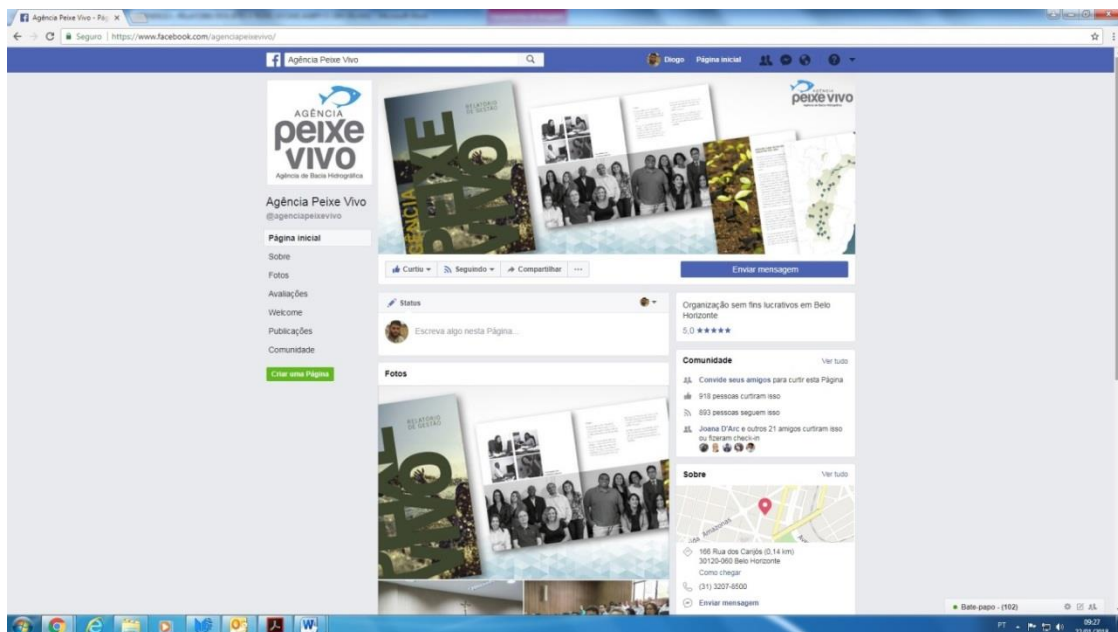 Agência Peixe Vivo - Pág
Seguro | https://www.facebook.com/agenciapeixevivo/
Agência Peixe Vivo
Diogo Página inicial
AGÊNCIA
peixe
vivo
Agência de Bacia Hidrográfica
RELATÓRIO
DE GESTÃO
AGÊNCIA
PEIXE
VIVO
peixe vivo
Agência Peixe Vivo
@agenciapeixevivo
Página inicial
Sobre
Fotos
Avaliações
Welcome
Publicações
Comunidade
Criar uma Página
Curtiu Seguindo Compartilhar ...
Enviar mensagem
Status
Escreva algo nesta Página...
Fotos
RELATÓRIO
DE GESTÃO
Organização sem fins lucrativos em Belo
Horizonte
5,0 ★★★★★
Comunidade Ver tudo
Convide seus amigos para curtir esta Página
918 pessoas curtiram isso
893 pessoas seguem isso
Joana D'Arc e outros 21 amigos curtiram isso
ou fizeram check-in
Sobre Ver tudo
Amazonas
166 Rua dos Carijós (0,14 km)
30120-060 Belo Horizonte
Como chegar
(31) 3207-8500
Enviar mensagem
Bate-papo - (102)
PT
09:27